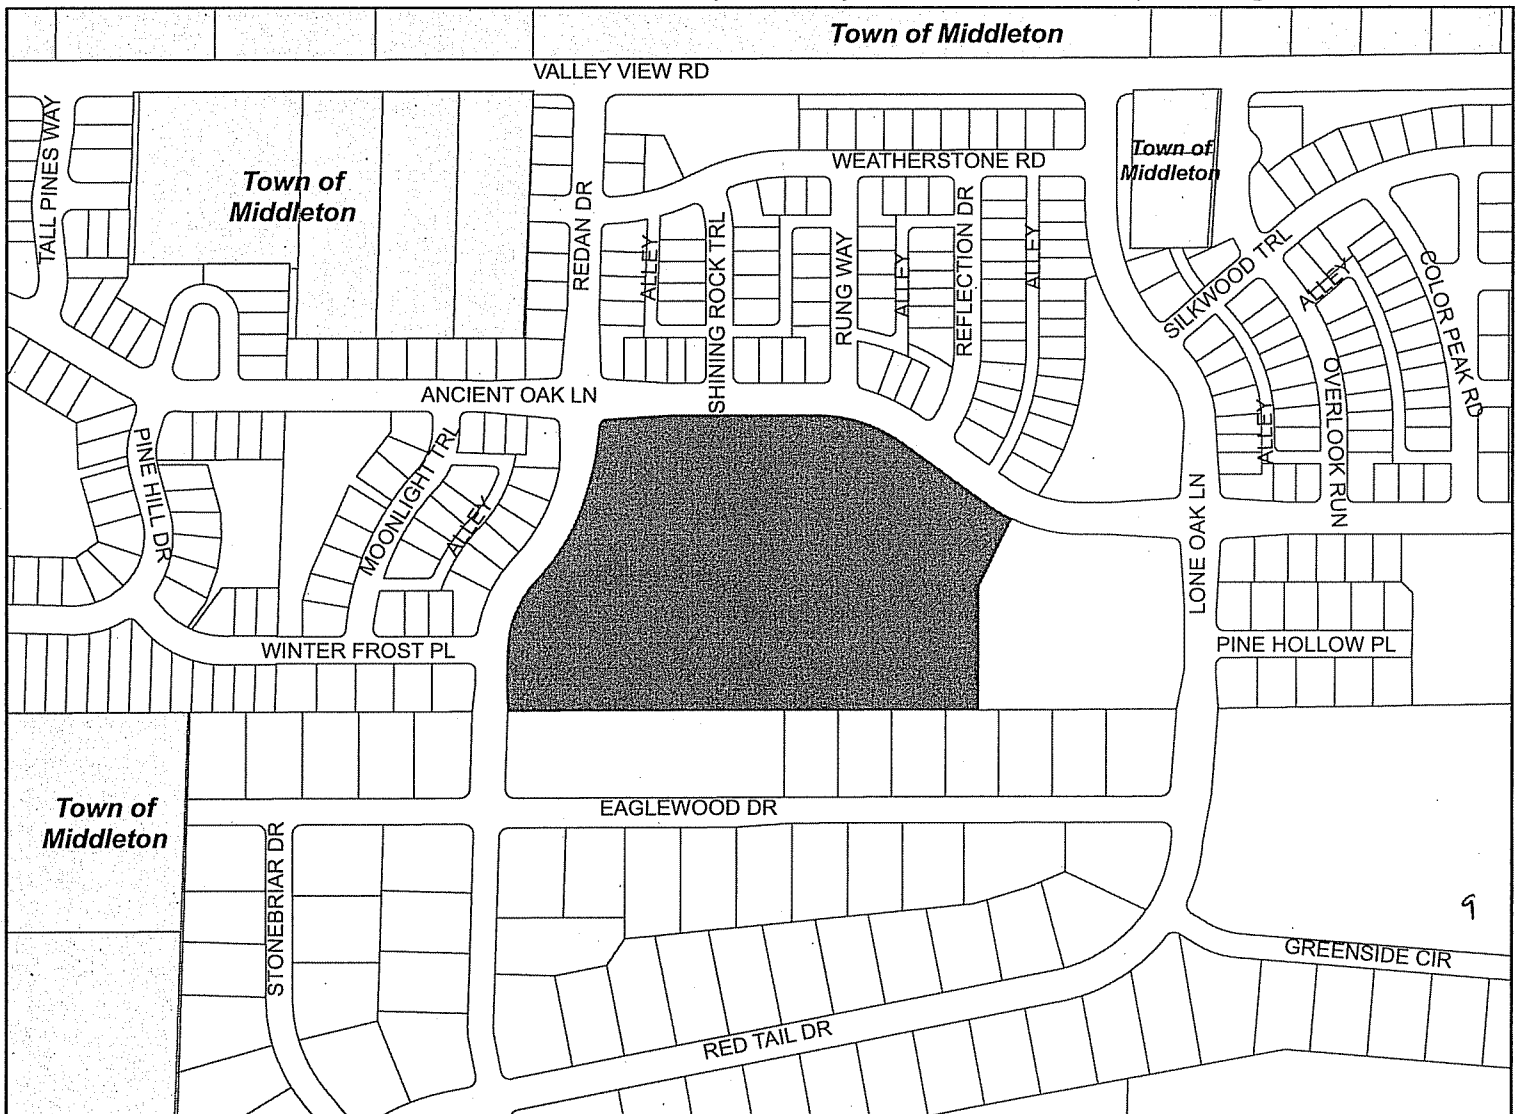 Town of Middleton
VALLEY VIEW RD
TALL PINES WAY
Town of
Middleton
Town of
Middleton
WEATHERSTONE RD
REDAN DR
ALLEY
SHINING ROCK TRL
RUNG WAY
ALLEY
REFLECTION DR
ALLEY
SILKWOOD TRL
ALLEY
COLOR PEAK RD
OVERLOOK RUN
ALLEY
ANCIENT OAK LN
PINE HILL DR
MOONLIGHT TRL
ALLEY
LONE OAK LN
WINTER FROST PL
PINE HOLLOW PL
EAGLEWOOD DR
Town of
Middleton
STONEBRIAR DR
9
GREENSIDE CIR
RED TAIL DR